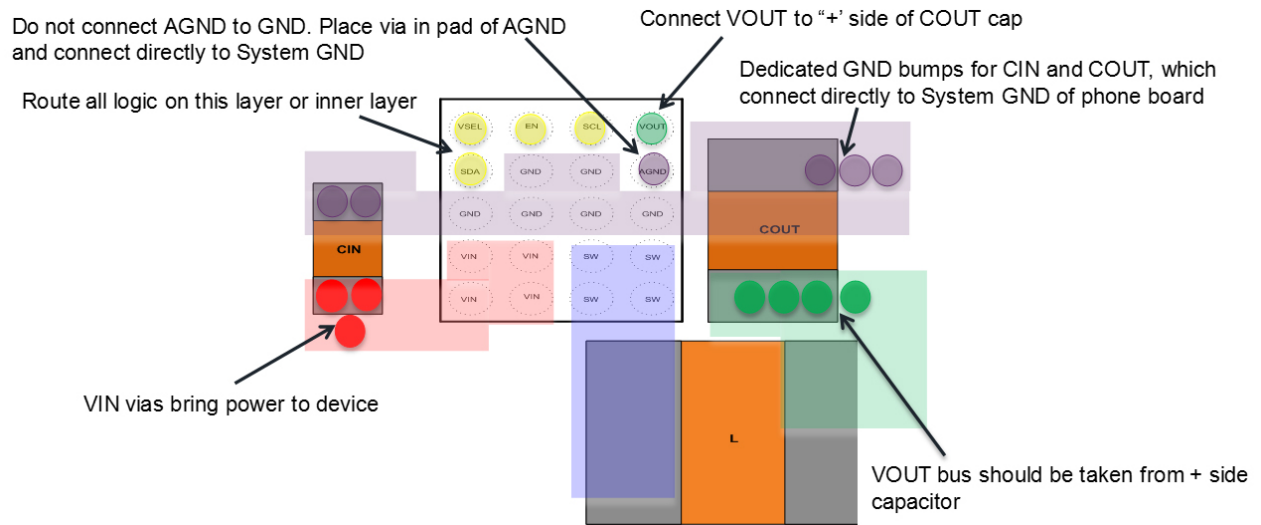 Do not connect AGND to GND. Place via in pad of AGND
and connect directly to System GND
Connect VOUT to “+’ side of COUT cap
Dedicated GND bumps for CIN and COUT, which
connect directly to System GND of phone board
Route all logic on this layer or inner layer
VSEL EN SCL VOUT
SDA GND GND AGND
GND GND GND GND
CIN
COUT
VIN VIN SW SW
VIN VIN SW SW
VIN vias bring power to device
L
VOUT bus should be taken from + side
capacitor